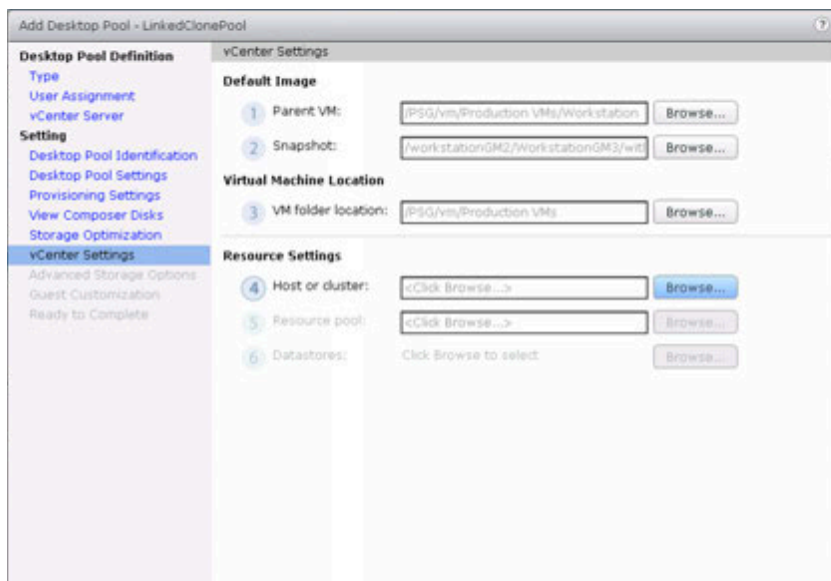 Add Desktop Pool - LinkedClonePool
?
Desktop Pool Definition
Type
User Assignment
vCenter Server
Setting
Desktop Pool Identification
Desktop Pool Settings
Provisioning Settings
View Composer Disks
Storage Optimization
vCenter Settings
Advanced Storage Options
Guest Customization
Ready to Complete
vCenter Settings
Default Image
1 Parent VM: /PSG/vm/Production VMs/Workstation Browse...
2 Snapshot: /workstationGM2/WorkstationGM3/witl Browse...
Virtual Machine Location
3 VM folder location: /PSG/vm/Production VMs Browse...
Resource Settings
4 Host or cluster: <Click Browse...> Browse...
5 Resource pool: <Click Browse...> Browse...
6 Datastores: Click Browse to select Browse...